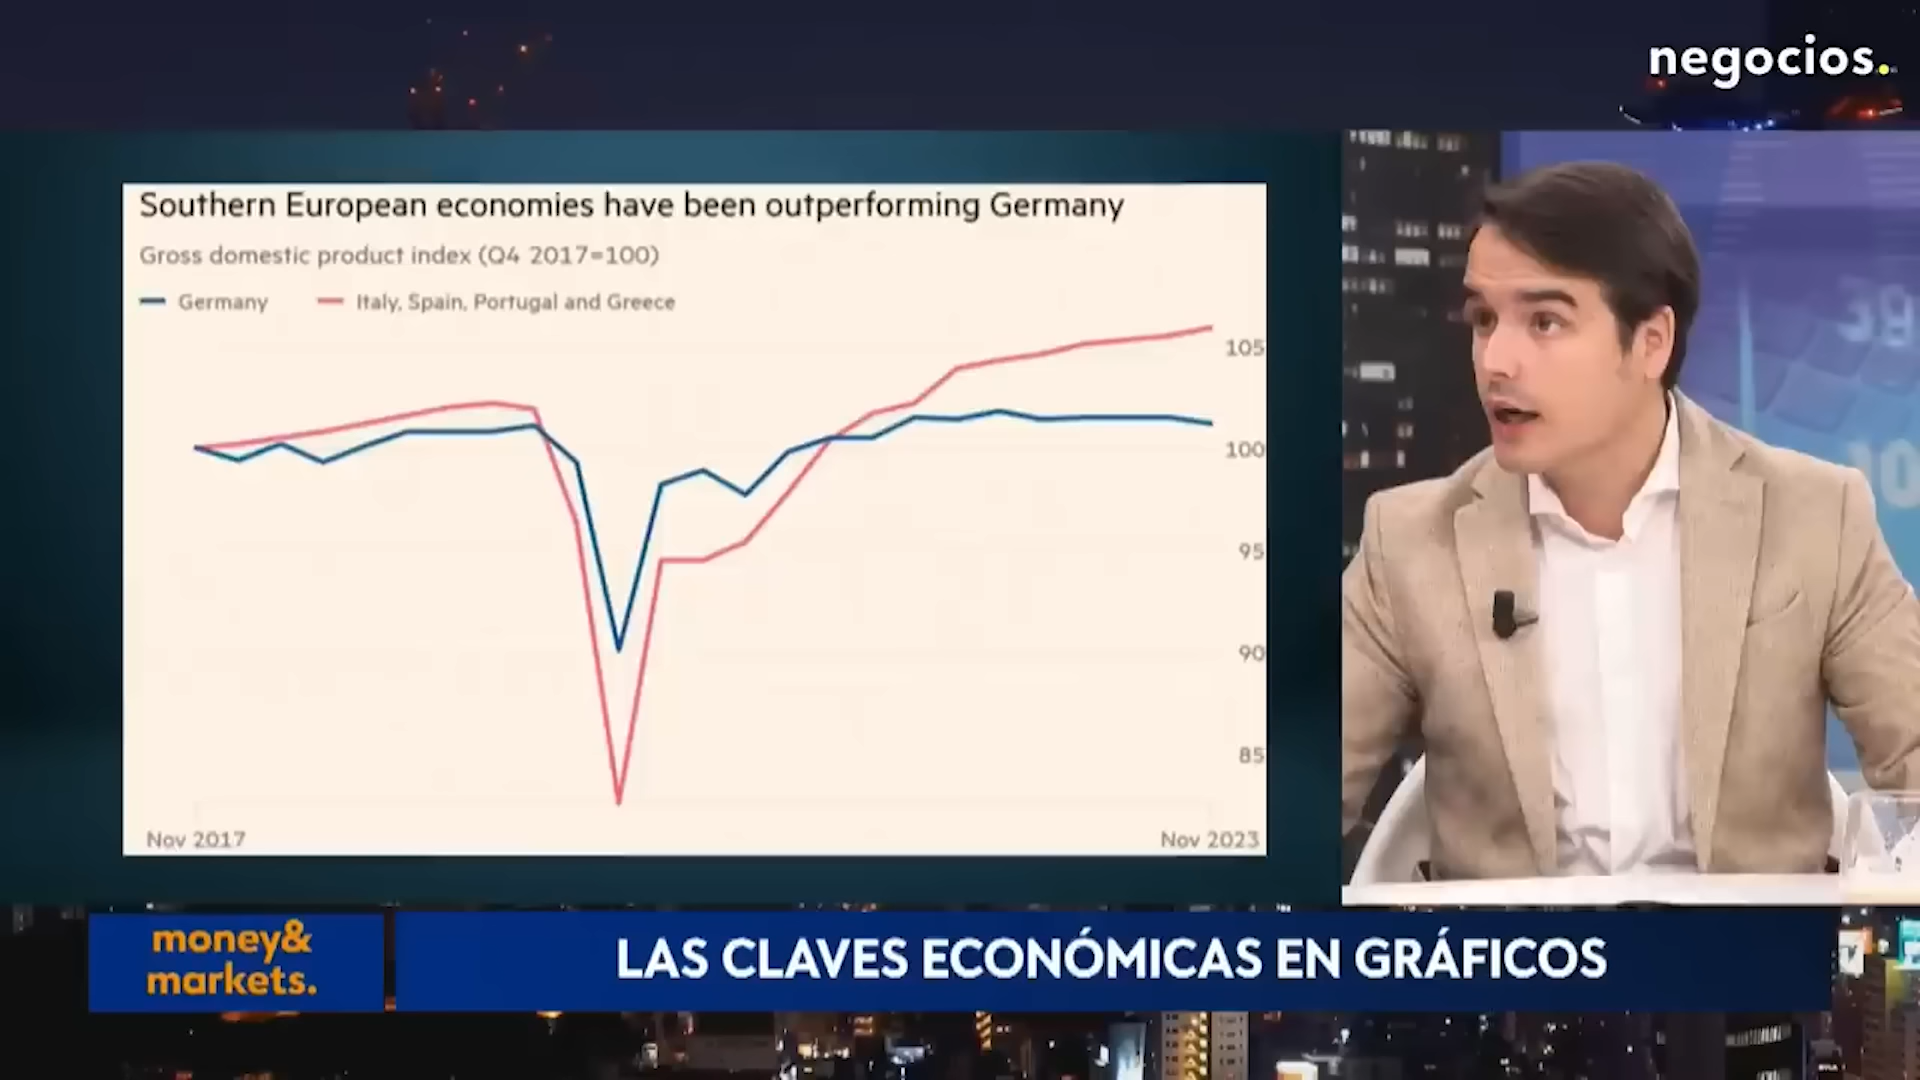 negocios.
Southern European economies have been outperforming Germany
Gross domestic product index (Q4 2017=100)
Germany
Italy, Spain, Portugal and Greece
105
100
95
90
85
Nov 2017
Nov 2023
money&
markets.
LAS CLAVES ECONÓMICAS EN GRÁFICOS